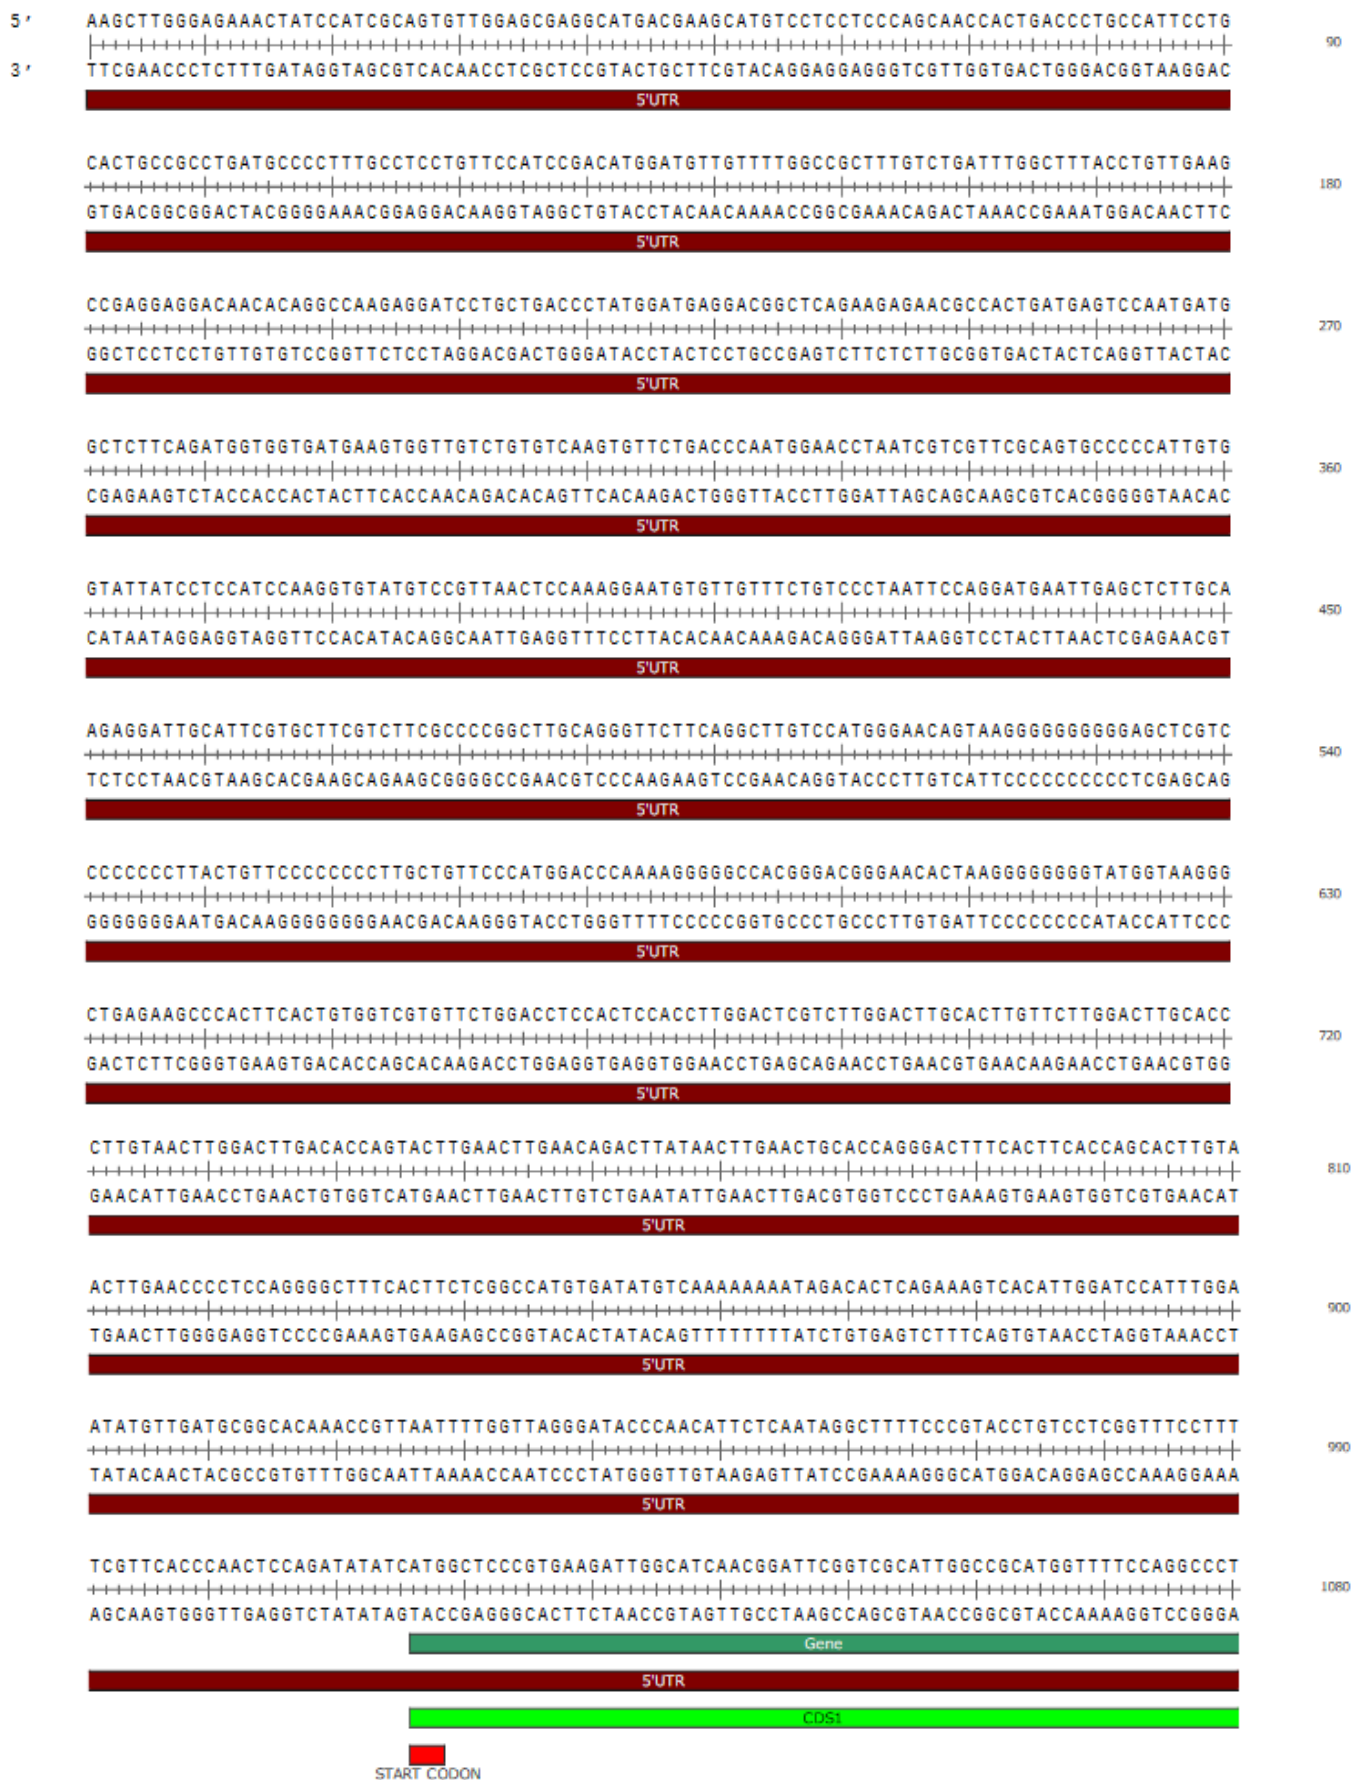 5′ AAGCTTGGGAGAAACTATCCATCGCAGTGTTGGAGCGAGGCATGACGAAGCATGTCCTCCTCCCAGCAACCACTGACCCTGCCATTCCTG
90
3′ TTCGAACCCTCTTTGATAGGTAGCGTCACAACCTCGCTCCGTACTGCTTCGTACAGGAGGAGGGTCGTTGGTGACTGGGACGGTAAGGAC
5'UTR
CACTGCCGCCTGATGCCCCTTTGCCTCCTGTTCCATCCGACATGGATGTTGTTTTGGCCGCTTTGTCTGATTTGGCTTTACCTGTTGAAG
180
GTGACGGCGGACTACGGGGAAACGGAGGACAAGGTAGGCTGTACCTACAACAAAACCGGCGAAACAGACTAAACCGAAATGGACAACTTC
5'UTR
CCGAGGAGGACAACACAGGCCAAGAGGATCCTGCTGACCCTATGGATGAGGACGGCTCAGAAGAGAACGCCACTGATGAGTCCAATGATG
270
GGCTCCTCCTGTTGTGTCCGGTTCTCCTAGGACGACTGGGATACCTACTCCTGCCGAGTCTTCTCTTGCGGTGACTACTCAGGTTACTAC
5'UTR
GCTCTTCAGATGGTGGTGATGAAGTGGTTGTCTGTGTCAAGTGTTCTGACCCAATGGAACCTAATCGTCGTTCGCAGTGCCCCCATTGTG
360
CGAGAAGTCTACCACCACTACTTCACCAACAGACACAGTTCACAAGACTGGGTTACCTTGGATTAGCAGCAAGCGTCACGGGGGTAACAC
5'UTR
GTATTATCCTCCATCCAAGGTGTATGTCCGTTAACTCCAAAGGAATGTGTTGTTTCTGTCCCTAATTCCAGGATGAATTGAGCTCTTGCA
450
CATAATAGGAGGTAGGTTCCACATACAGGCAATTGAGGTTTCCTTACACAACAAAGACAGGGATTAAGGTCCTACTTAACTCGAGAACGT
5'UTR
AGAGGATTGCATTCGTGCTTCGTCTTCGCCCCGGCTTGCAGGGTTCTTCAGGCTTGTCCATGGGAACAGTAAGGGGGGGGGGAGCTCGTC
540
TCTCCTAACGTAAGCACGAAGCAGAAGCGGGGCCGAACGTCCCAAGAAGTCCGAACAGGTACCCTTGTCATTCCCCCCCCCCTCGAGCAG
5'UTR
CCCCCCCTTACTGTTCCCCCCCCTTGCTGTTCCCATGGACCCAAAAGGGGGCCACGGGACGGGAACACTAAGGGGGGGGTATGGTAAGGG
630
GGGGGGGAATGACAAGGGGGGGGAACGACAAGGGTACCTGGGTTTTCCCCCGGTGCCCTGCCCTTGTGATTCCCCCCCCATACCATTCCC
5'UTR
CTGAGAAGCCCACTTCACTGTGGTCGTGTTCTGGACCTCCACTCCACCTTGGACTCGTCTTGGACTTGCACTTGTTCTTGGACTTGCACC
720
GACTCTTCGGGTGAAGTGACACCAGCACAAGACCTGGAGGTGAGGTGGAACCTGAGCAGAACCTGAACGTGAACAAGAACCTGAACGTGG
5'UTR
CTTGTAACTTGGACTTGACACCAGTACTTGAACTTGAACAGACTTATAACTTGAACTGCACCAGGGACTTTCACTTCACCAGCACTTGTA
810
GAACATTGAACCTGAACTGTGGTCATGAACTTGAACTTGTCTGAATATTGAACTTGACGTGGTCCCTGAAAGTGAAGTGGTCGTGAACAT
5'UTR
ACTTGAACCCCTCCAGGGGCTTTCACTTCTCGGCCATGTGATATGTCAAAAAAAATAGACACTCAGAAAGTCACATTGGATCCATTTGGA
900
TGAACTTGGGGAGGTCCCCGAAAGTGAAGAGCCGGTACACTATACAGTTTTTTTTATCTGTGAGTCTTTCAGTGTAACCTAGGTAAACCT
5'UTR
ATATGTTGATGCGGCACAAACCGTTAATTTTGGTTAGGGATACCCAACATTCTCAATAGGCTTTTCCCGTACCTGTCCTCGGTTTCCTTT
990
TATACAACTACGCCGTGTTTGGCAATTAAAACCAATCCCTATGGGTTGTAAGAGTTATCCGAAAAGGGCATGGACAGGAGCCAAAGGAAA
5'UTR
TCGTTCACCCAACTCCAGATATATCATGGCTCCCGTGAAGATTGGCATCAACGGATTCGGTCGCATTGGCCGCATGGTTTTCCAGGCCCT
1080
AGCAAGTGGGTTGAGGTCTATATAGTACCGAGGGCACTTCTAACCGTAGTTGCCTAAGCCAGCGTAACCGGCGTACCAAAAGGTCCGGGA
Gene
5'UTR
CDS1
START CODON